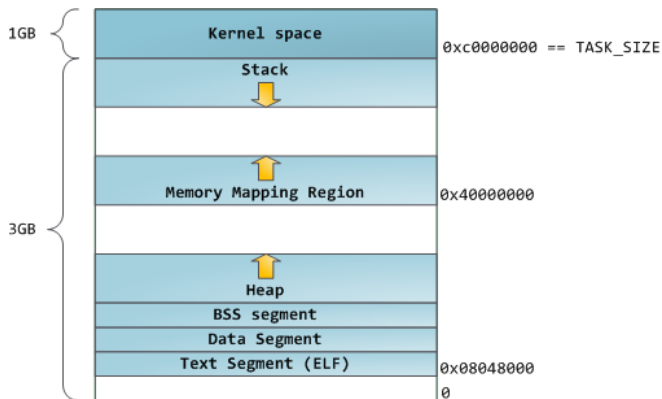 1GB
Kernel space
0xc0000000 == TASK_SIZE
Stack
Memory Mapping Region
0x40000000
3GB
Heap
BSS segment
Data Segment
Text Segment (ELF)
0x08048000
0